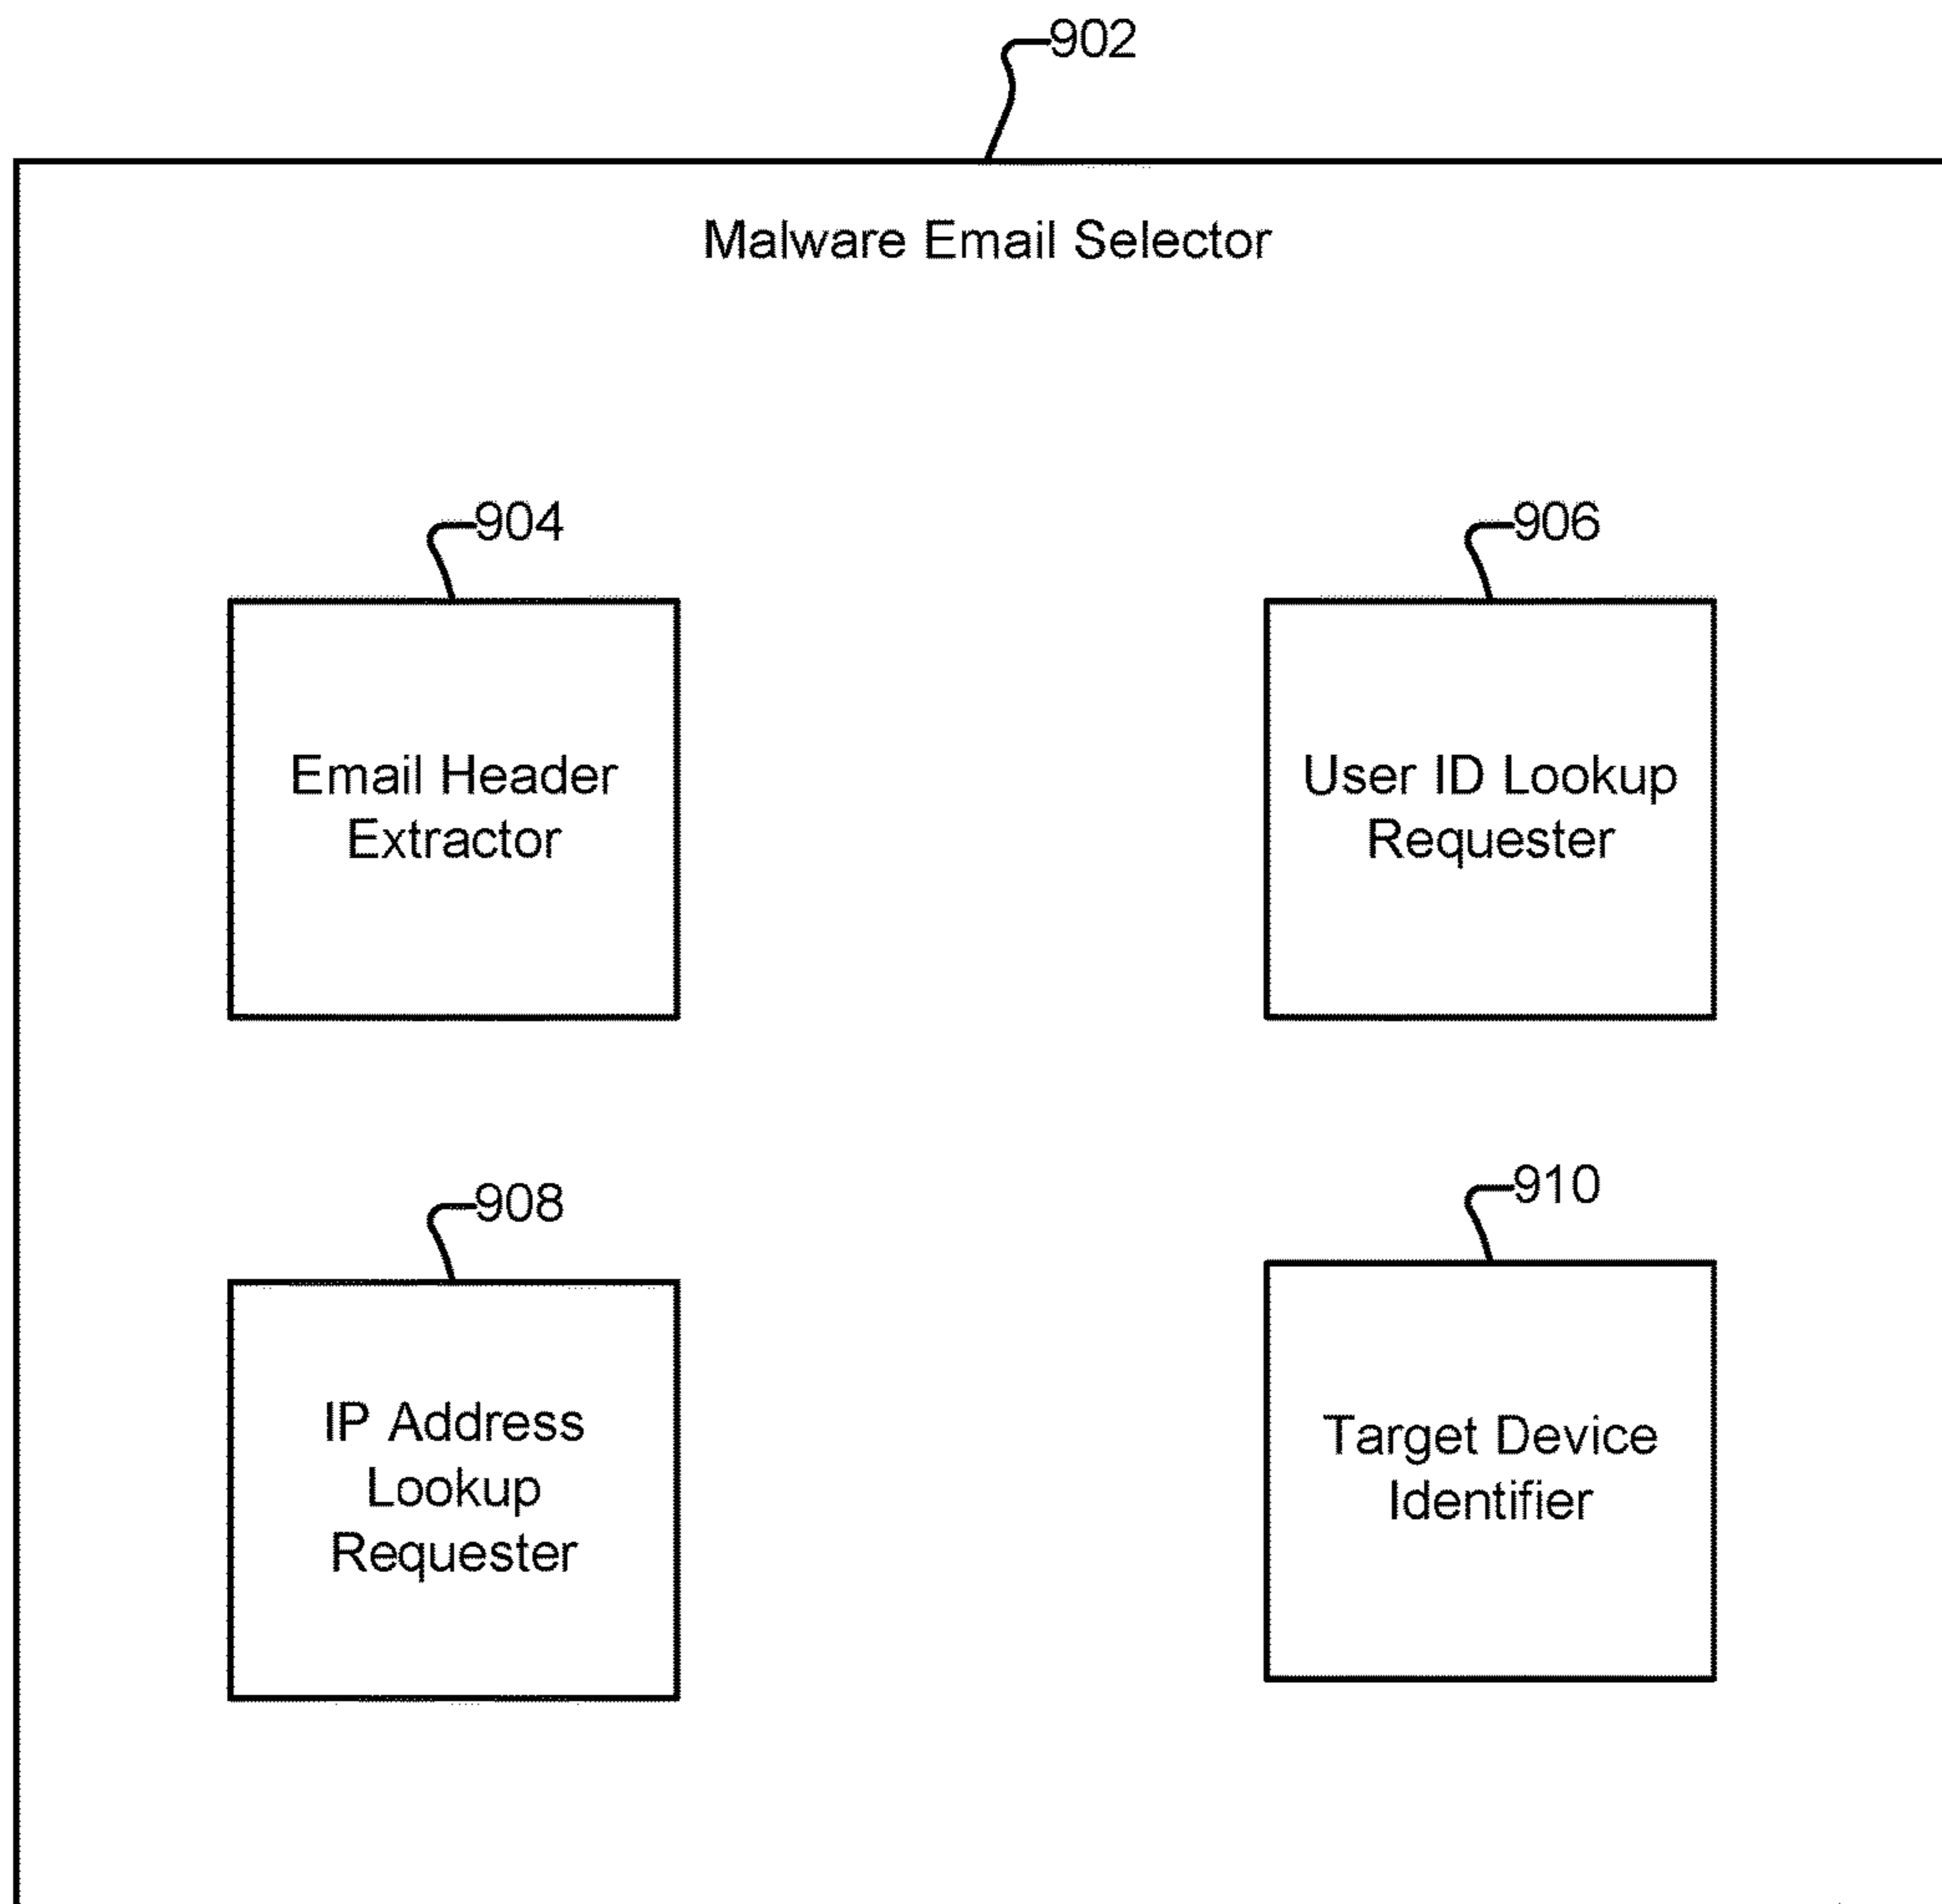 902
Malware Email Selector
904
906
Email Header
Extractor
User ID Lookup
Requester
908
910
IP Address
Lookup
Requester
Target Device
Identifier